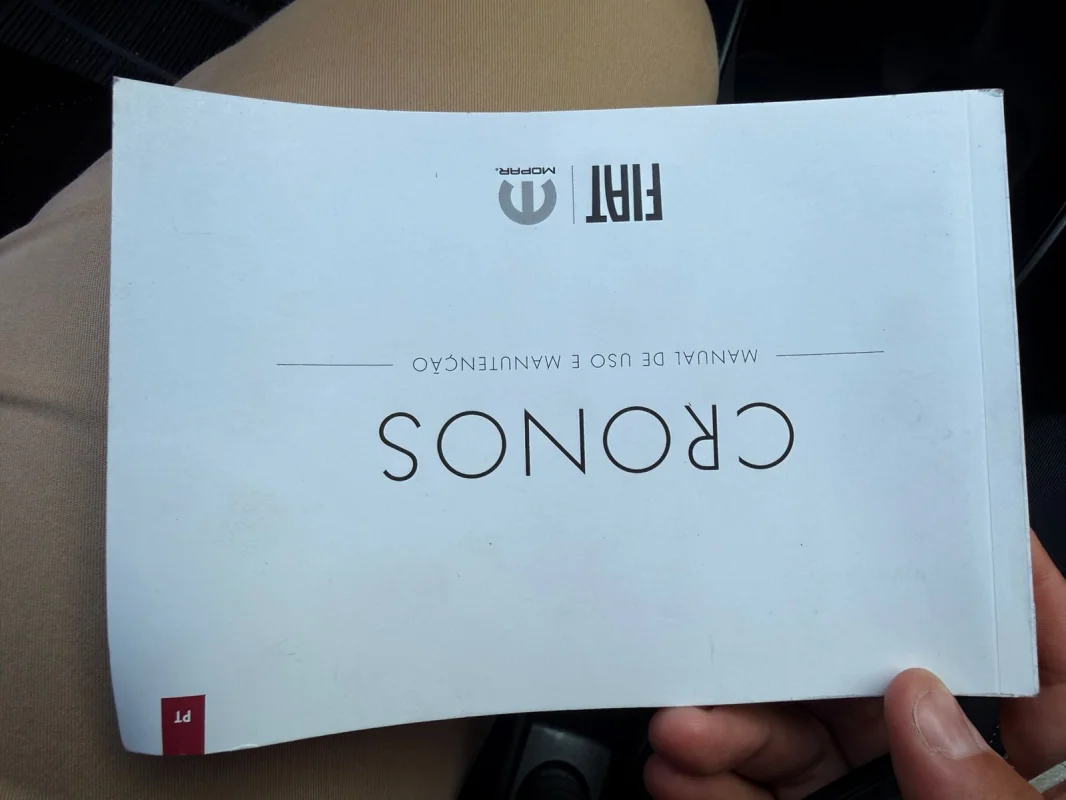 PT
CRONOS
MANUAL DE USO E MANUTENÇÃO
FIAT
MOPAR.